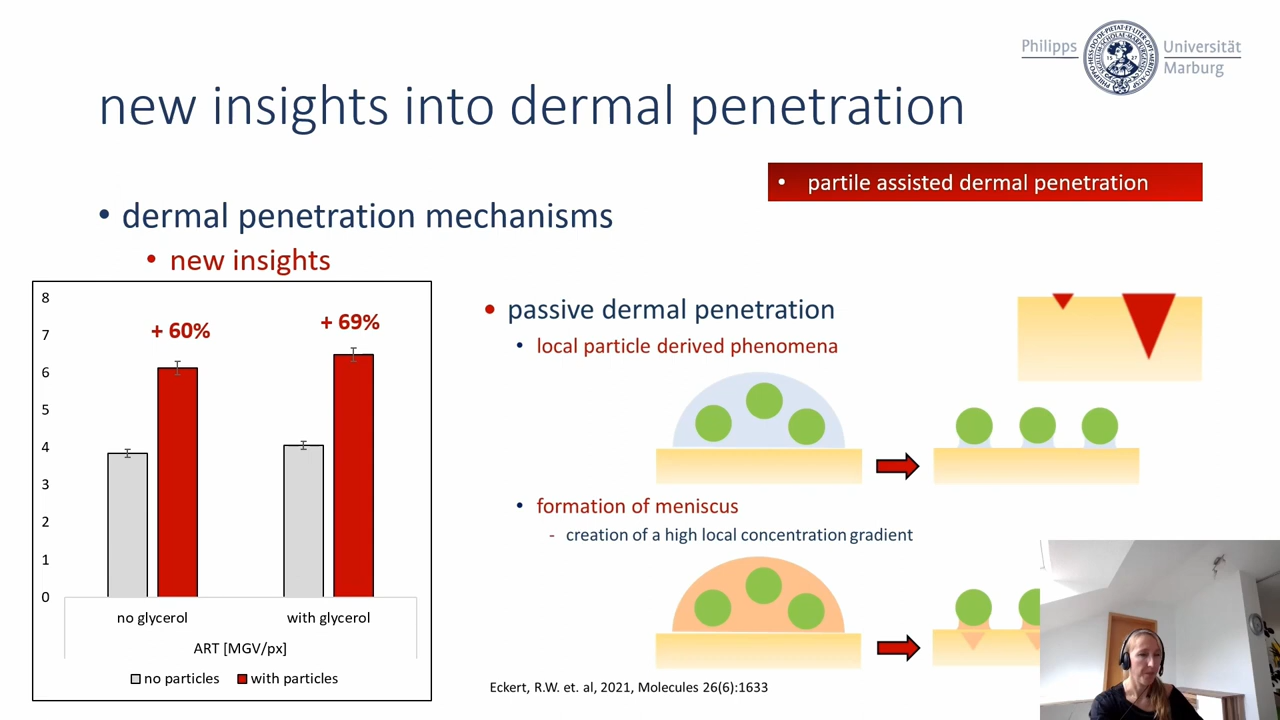 Philipps
Universität
Marburg
new insights into dermal penetration
• partile assisted dermal penetration
• dermal penetration mechanisms
• new insights
8
7
6
5
4
3
2
1
0
+ 60%
+ 69%
no glycerol
with glycerol
ART [MGV/px]
no particles
with particles
• passive dermal penetration
• local particle derived phenomena
• formation of meniscus
- creation of a high local concentration gradient
Eckert, R.W. et. al, 2021, Molecules 26(6):1633